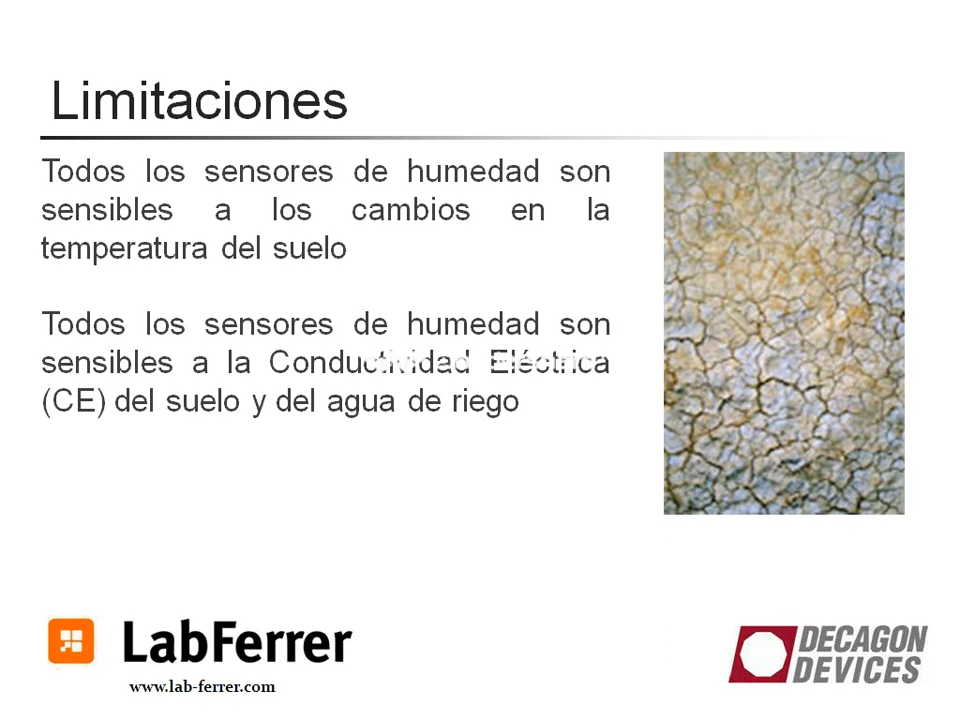 Limitaciones
Todos los sensores de humedad son
sensibles a los cambios en la
temperatura del suelo
Todos los sensores de humedad son
sensibles a la Conductividad Eléctrica
(CE) del suelo y del agua de riego
LabFerrer
www.lab-ferrer.com
DECAGON
DEVICES